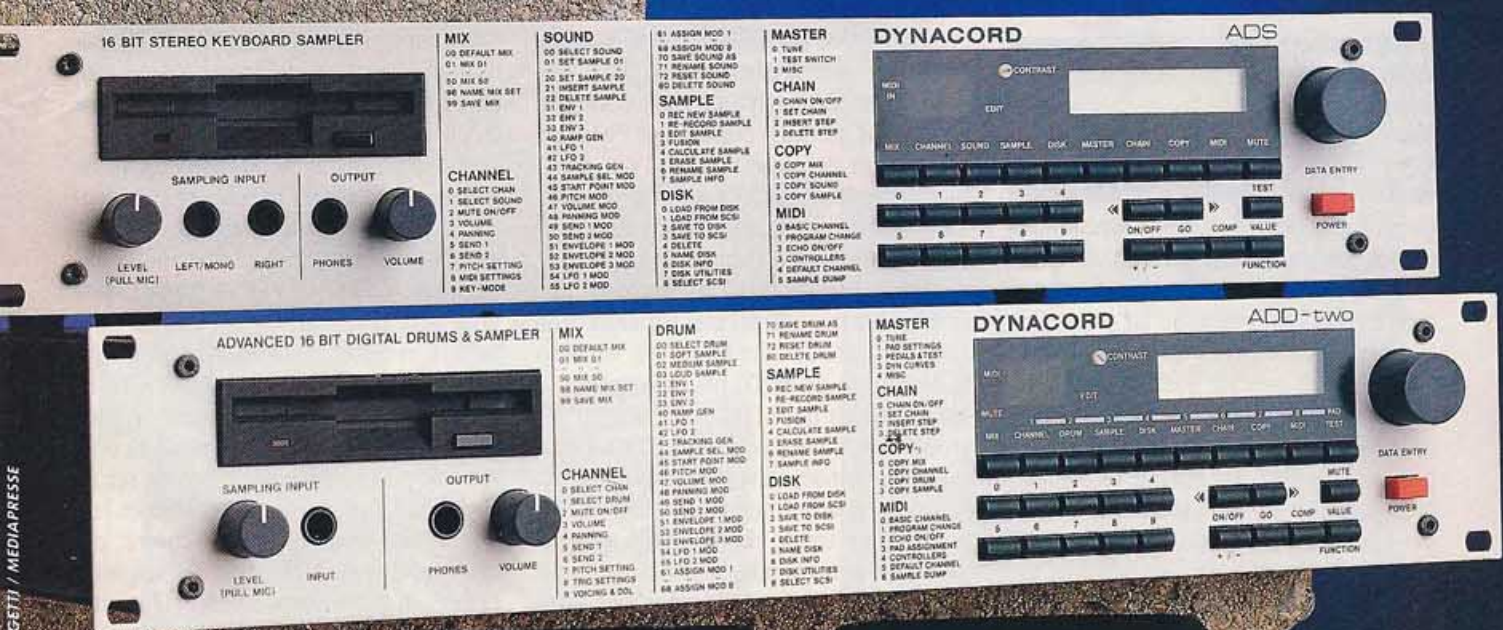 16 BIT STEREO KEYBOARD SAMPLER
SAMPLING INPUT
OUTPUT
LEVEL
(PULL MIC)
LEFT/MONO
RIGHT
PHONES
VOLUME
MIX
00 DEFAULT MIX
01 MIX 01
50 MIX 50
98 NAME MIX SET
99 SAVE MIX
CHANNEL
0 SELECT CHAN
1 SELECT SOUND
2 MUTE ON/OFF
3 VOLUME
4 PANNING
5 SEND 1
6 SEND 2
7 PITCH SETTING
8 MIDI SETTINGS
9 KEY-MODE
SOUND
00 SELECT SOUND
01 SET SAMPLE 01
20 SET SAMPLE 20
21 INSERT SAMPLE
22 DELETE SAMPLE
31 ENV 1
32 ENV 2
33 ENV 3
40 RAMP GEN
41 LFO 1
42 LFO 2
43 TRACKING GEN
44 SAMPLE SEL. MOD
45 START POINT MOD
46 PITCH MOD
47 VOLUME MOD
48 PANNING MOD
49 SEND 1 MOD
50 SEND 2 MOD
51 ENVELOPE 1 MOD
52 ENVELOPE 2 MOD
53 ENVELOPE 3 MOD
54 LFO 1 MOD
55 LFO 2 MOD
61 ASSIGN MOD 1
68 ASSIGN MOD 8
70 SAVE SOUND AS
71 RENAME SOUND
72 RESET SOUND
80 DELETE SOUND
SAMPLE
0 REC NEW SAMPLE
1 RE-RECORD SAMPLE
2 EDIT SAMPLE
3 FUSION
4 CALCULATE SAMPLE
5 ERASE SAMPLE
6 RENAME SAMPLE
7 SAMPLE INFO
DISK
0 LOAD FROM DISK
1 LOAD FROM SCSI
2 SAVE TO DISK
3 SAVE TO SCSI
4 DELETE
5 NAME DISK
6 DISK INFO
7 DISK UTILITIES
8 SELECT SCSI
MASTER
0 TUNE
1 TEST SWITCH
2 MISC
CHAIN
0 CHAIN ON/OFF
1 SET CHAIN
2 INSERT STEP
3 DELETE STEP
COPY
0 COPY MIX
1 COPY CHANNEL
2 COPY SOUND
3 COPY SAMPLE
MIDI
0 BASIC CHANNEL
1 PROGRAM CHANGE
2 ECHO ON/OFF
3 CONTROLLERS
4 DEFAULT CHANNEL
5 SAMPLE DUMP
DYNACORD
ADS
MIDI
IN
CONTRAST
EDIT
MIX CHANNEL SOUND SAMPLE DISK MASTER CHAIN COPY MIDI MUTE
0 1 2 3 4
TEST
5 6 7 8 9
ON/OFF GO COMP VALUE
+ / -
FUNCTION
DATA ENTRY
POWER
ADVANCED 16 BIT DIGITAL DRUMS & SAMPLER
SAMPLING INPUT
OUTPUT
LEVEL
(PULL MIC)
INPUT
PHONES
VOLUME
MIX
00 DEFAULT MIX
01 MIX 01
50 MIX 50
98 NAME MIX SET
99 SAVE MIX
CHANNEL
0 SELECT CHAN
1 SELECT DRUM
2 MUTE ON/OFF
3 VOLUME
4 PANNING
5 SEND 1
6 SEND 2
7 PITCH SETTING
8 TRIG SETTINGS
9 VOICING & DOL
DRUM
00 SELECT DRUM
01 SOFT SAMPLE
02 MEDIUM SAMPLE
03 LOUD SAMPLE
31 ENV 1
32 ENV 2
33 ENV 3
40 RAMP GEN
41 LFO 1
42 LFO 2
43 TRACKING GEN
44 SAMPLE SEL. MOD
45 START POINT MOD
46 PITCH MOD
47 VOLUME MOD
48 PANNING MOD
49 SEND 1 MOD
50 SEND 2 MOD
51 ENVELOPE 1 MOD
52 ENVELOPE 2 MOD
53 ENVELOPE 3 MOD
54 LFO 1 MOD
55 LFO 2 MOD
61 ASSIGN MOD 1
68 ASSIGN MOD 8
70 SAVE DRUM AS
71 RENAME DRUM
72 RESET DRUM
80 DELETE DRUM
SAMPLE
0 REC NEW SAMPLE
1 RE-RECORD SAMPLE
2 EDIT SAMPLE
3 FUSION
4 CALCULATE SAMPLE
5 ERASE SAMPLE
6 RENAME SAMPLE
7 SAMPLE INFO
DISK
0 LOAD FROM DISK
1 LOAD FROM SCSI
2 SAVE TO DISK
3 SAVE TO SCSI
4 DELETE
5 NAME DISK
6 DISK INFO
7 DISK UTILITIES
8 SELECT SCSI
MASTER
0 TUNE
1 PAD SETTINGS
2 PEDALS & TEST
3 DYN CURVES
4 MISC
CHAIN
0 CHAIN ON/OFF
1 SET CHAIN
2 INSERT STEP
3 DELETE STEP
COPY
0 COPY MIX
1 COPY CHANNEL
2 COPY DRUM
3 COPY SAMPLE
MIDI
0 BASIC CHANNEL
1 PROGRAM CHANGE
2 ECHO ON/OFF
3 PAD ASSIGNMENT
4 CONTROLLERS
5 DEFAULT CHANNEL
6 SAMPLE DUMP
DYNACORD
ADD-two
MIDI
CONTRAST
EDIT
MUTE
1 2 3 4 5 6 7 8 PAD
MIX CHANNEL DRUM SAMPLE DISK MASTER CHAIN COPY MIDI TEST
0 1 2 3 4
MUTE
5 6 7 8 9
ON/OFF GO COMP VALUE
+ / -
FUNCTION
DATA ENTRY
POWER
GETTI / MEDIAPRESSE